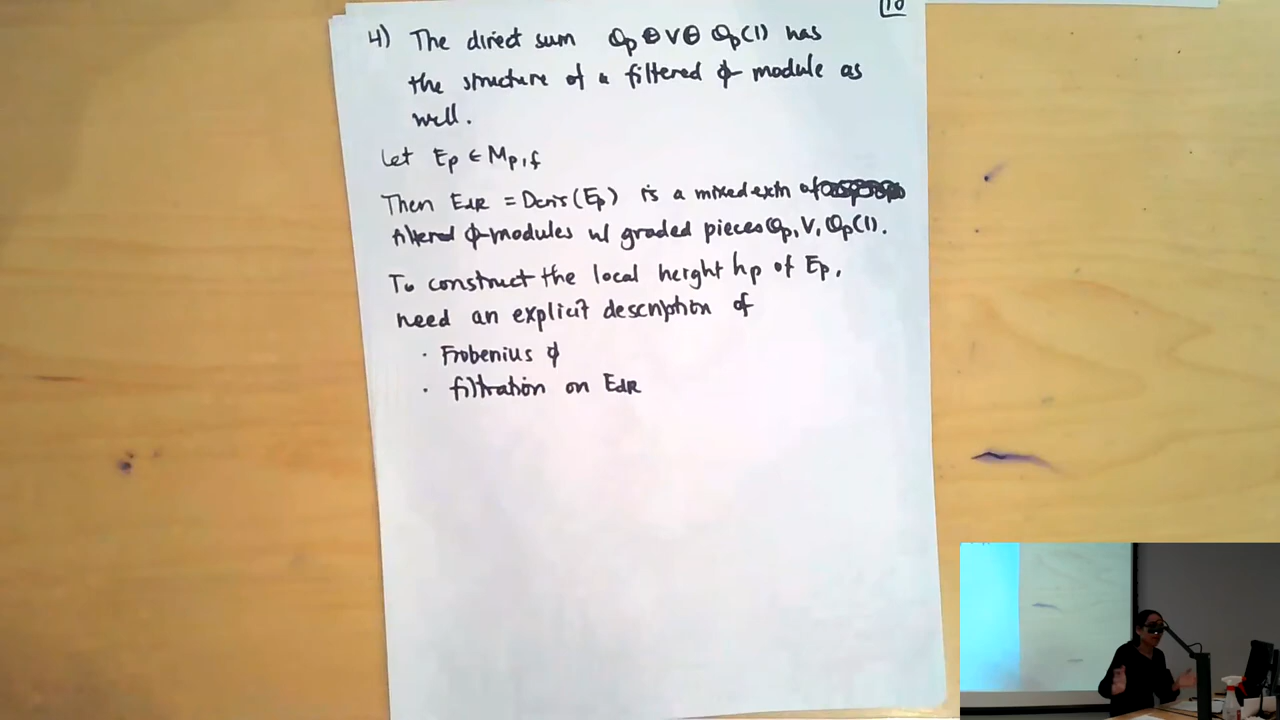 10
4) The direct sum ℚp ⊕ V ⊕ ℚp(1) has
the structure of a filtered ϕ-module as
well.
Let Ep ∈ Mp,f
Then EdR = Dcris(Ep) is a mixed extn of
filtered ϕ-modules w/ graded pieces ℚp, V, ℚp(1).
To construct the local height hp of Ep,
need an explicit description of
· Frobenius ϕ
· filtration on EdR